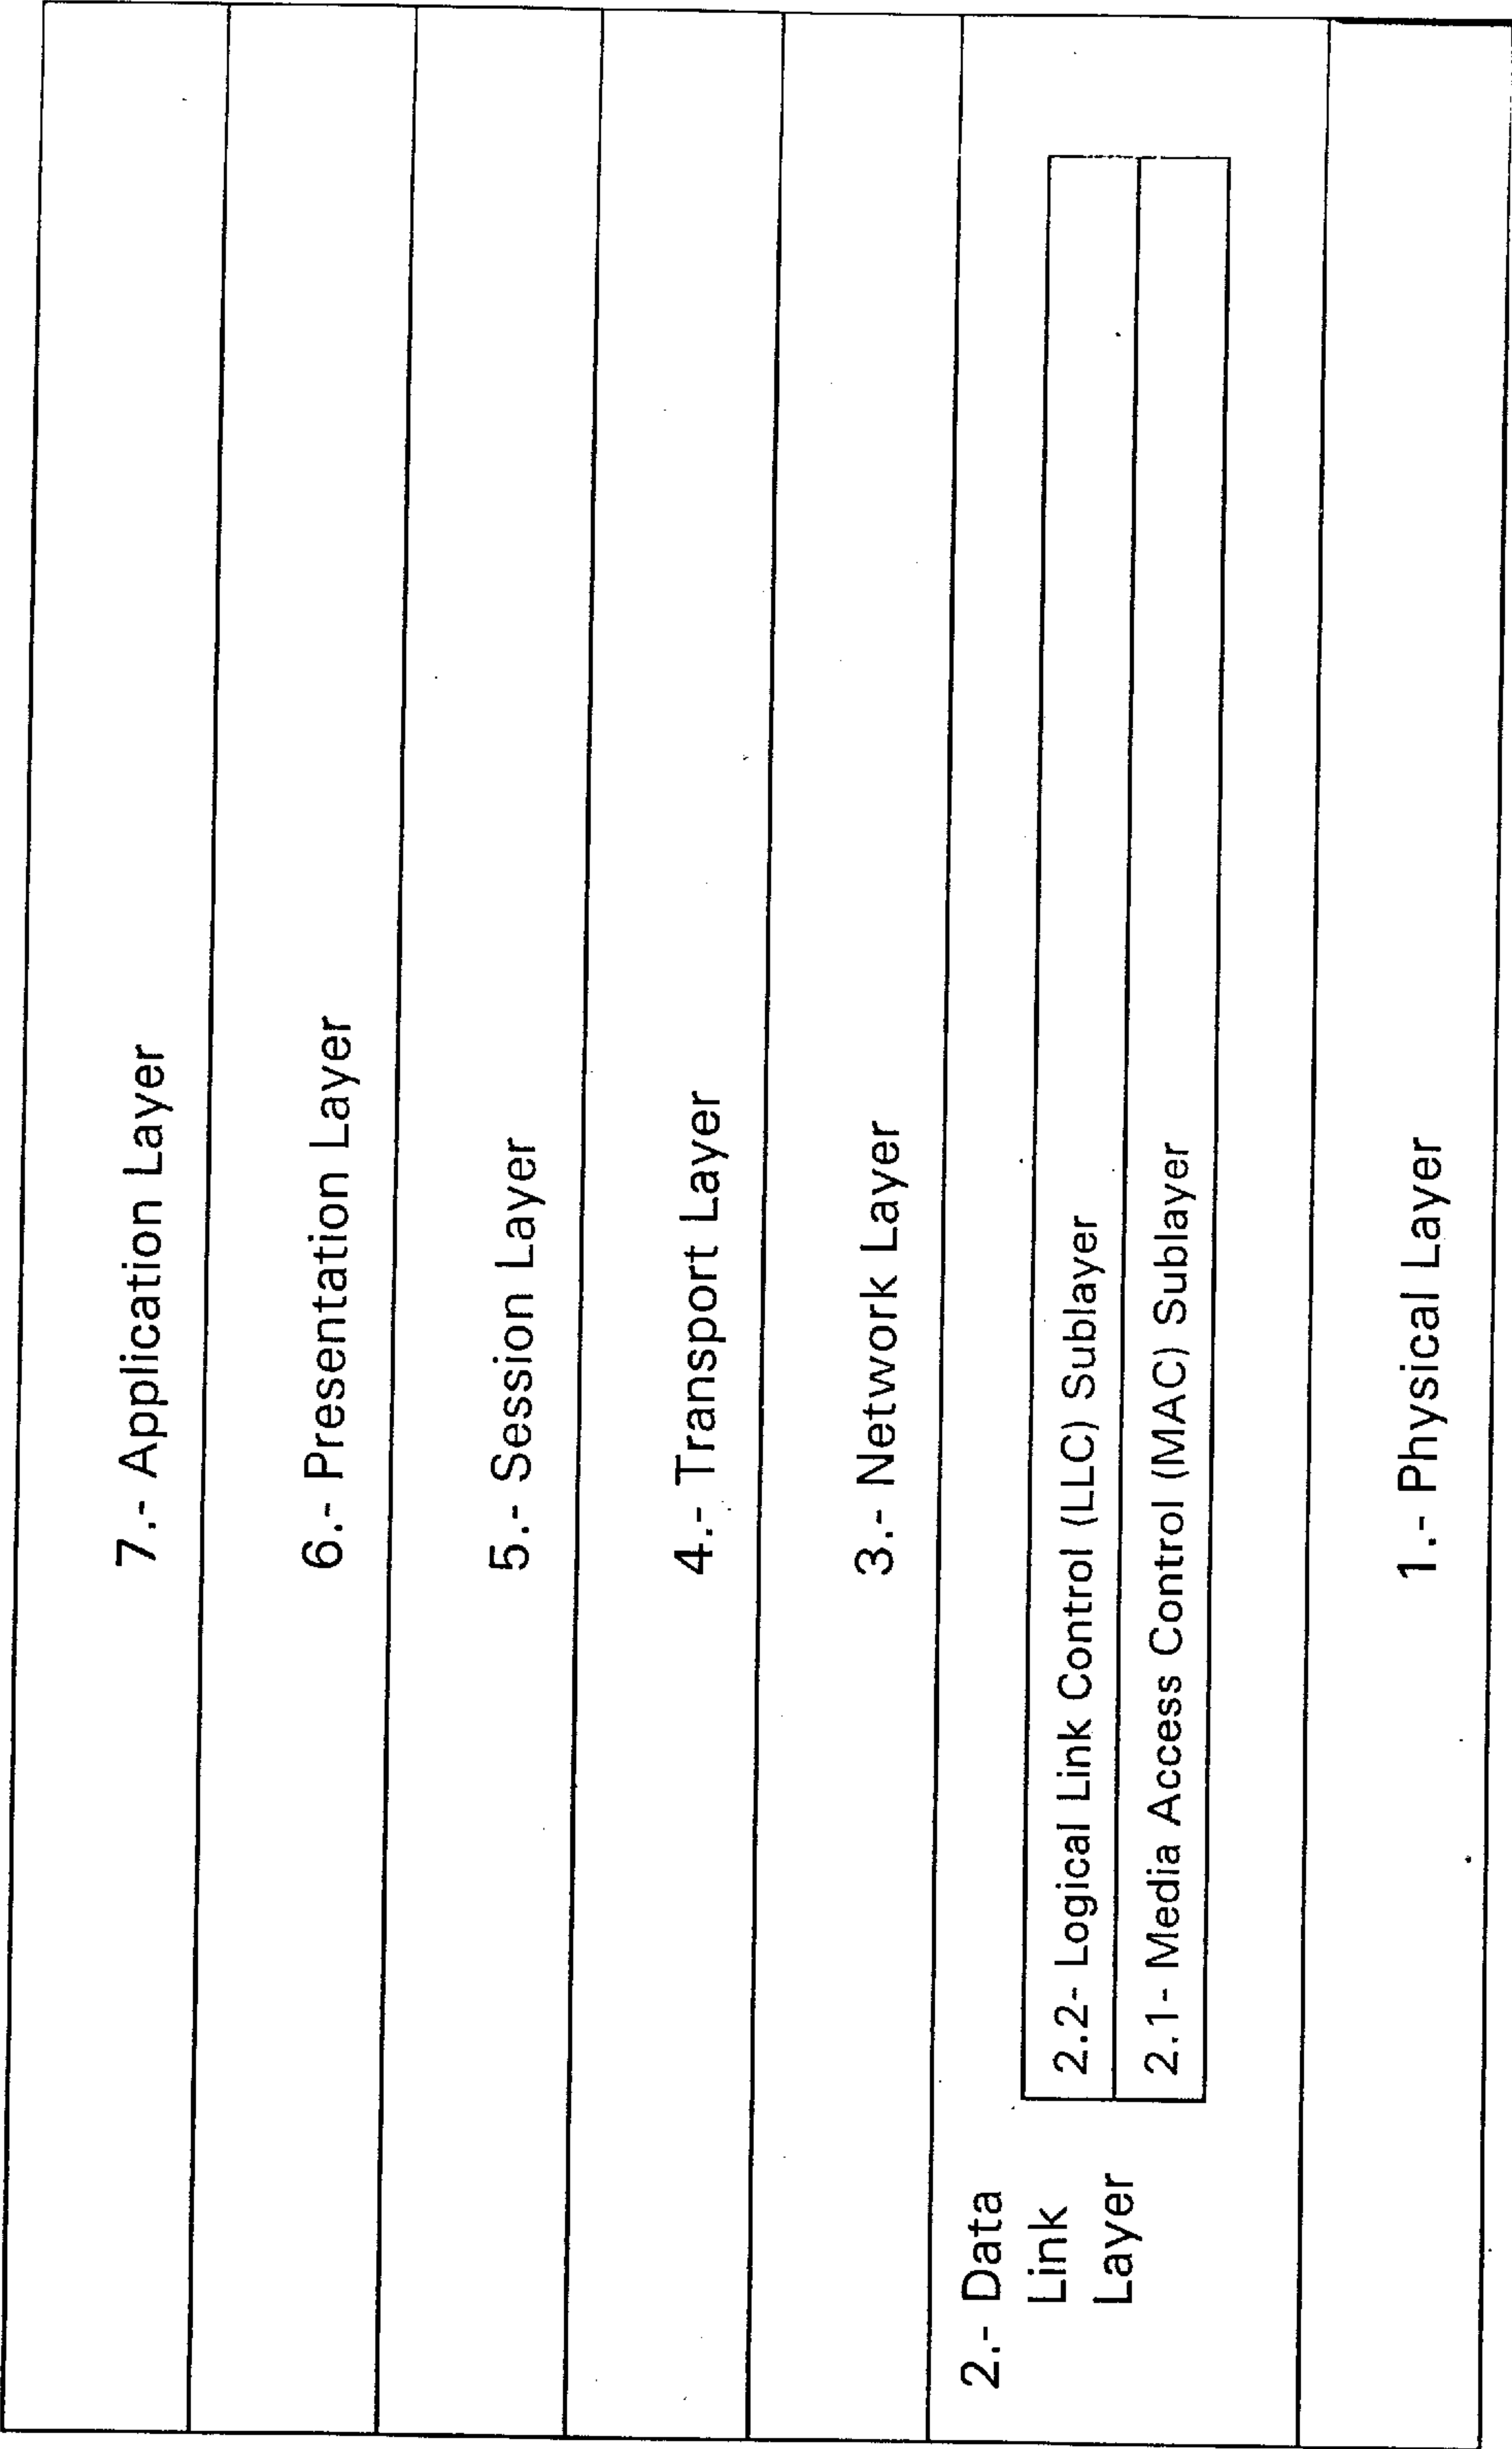 7.- Application Layer
6.- Presentation Layer
5.- Session Layer
4.- Transport Layer
3.- Network Layer
2.- Data
Link
Layer
2.2- Logical Link Control (LLC) Sublayer
2.1- Media Access Control (MAC) Sublayer
1.- Physical Layer